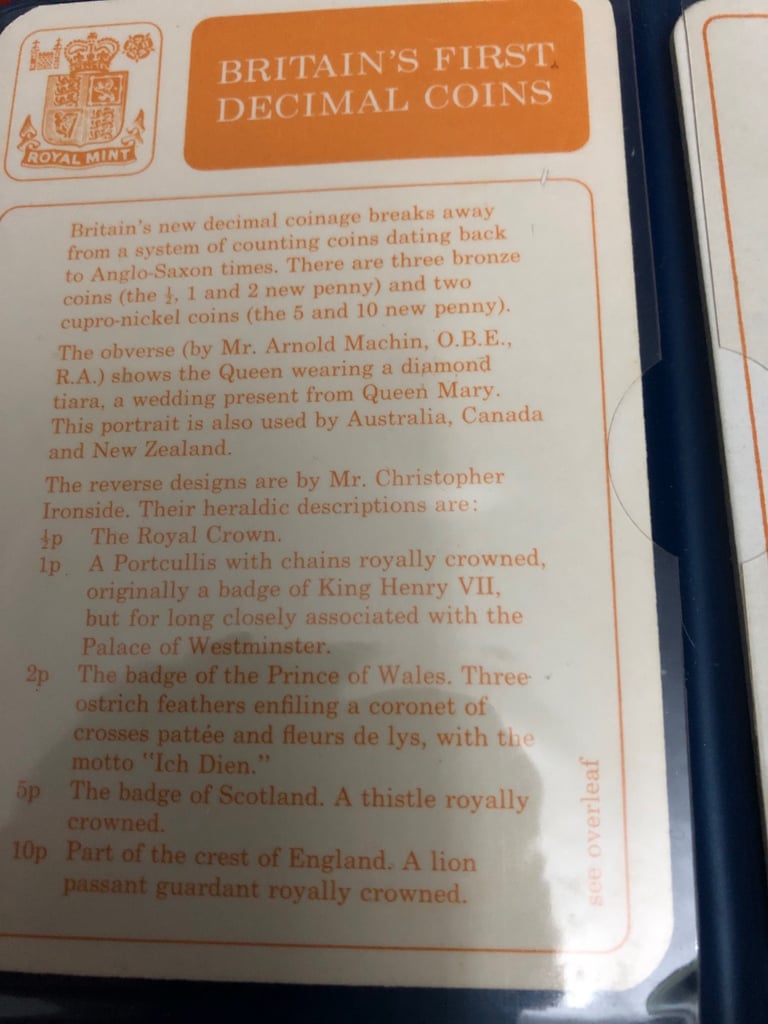 ROYAL MINT
BRITAIN'S FIRST
DECIMAL COINS
Britain's new decimal coinage breaks away
from a system of counting coins dating back
to Anglo-Saxon times. There are three bronze
coins (the ½, 1 and 2 new penny) and two
cupro-nickel coins (the 5 and 10 new penny).
The obverse (by Mr. Arnold Machin, O.B.E.,
R.A.) shows the Queen wearing a diamond
tiara, a wedding present from Queen Mary.
This portrait is also used by Australia, Canada
and New Zealand.
The reverse designs are by Mr. Christopher
Ironside. Their heraldic descriptions are:
½p The Royal Crown.
1p A Portcullis with chains royally crowned,
originally a badge of King Henry VII,
but for long closely associated with the
Palace of Westminster.
2p The badge of the Prince of Wales. Three
ostrich feathers enfiling a coronet of
crosses pattée and fleurs de lys, with the
motto "Ich Dien."
5p The badge of Scotland. A thistle royally
crowned.
10p Part of the crest of England. A lion
passant guardant royally crowned.
see overleaf